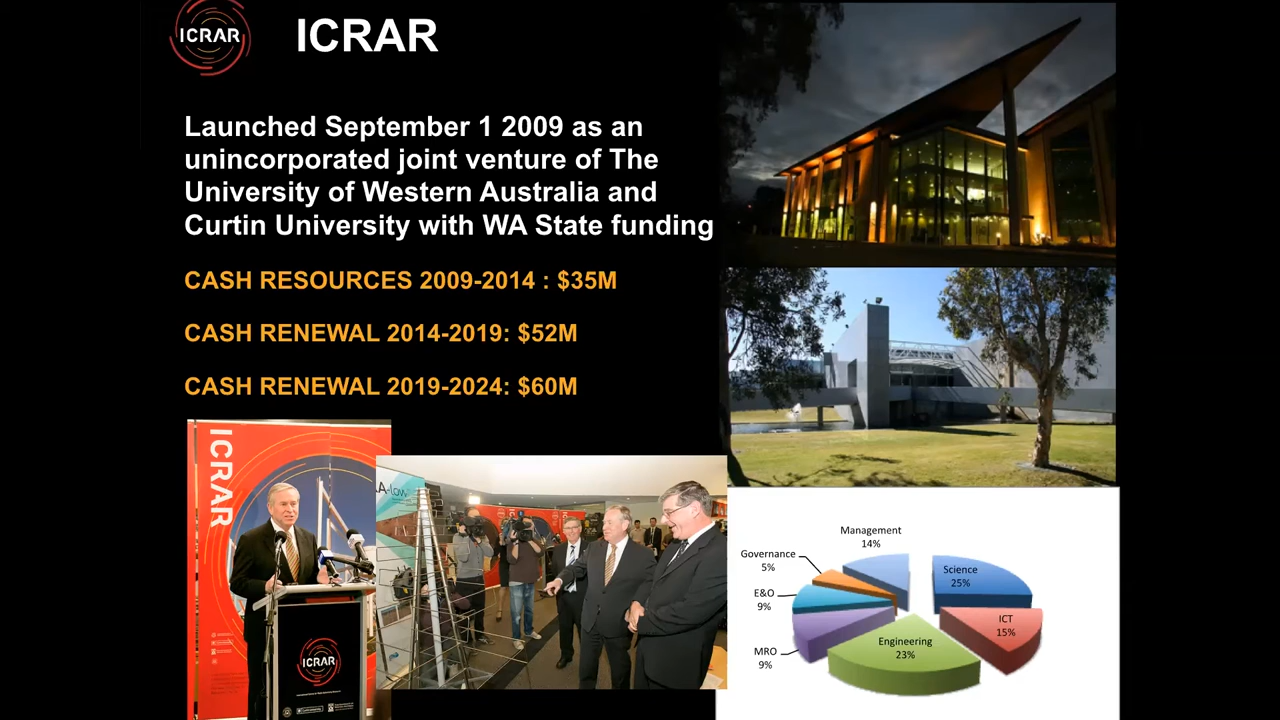 ICRAR
ICRAR
Launched September 1 2009 as an
unincorporated joint venture of The
University of Western Australia and
Curtin University with WA State funding
CASH RESOURCES 2009-2014 : $35M
CASH RENEWAL 2014-2019: $52M
CASH RENEWAL 2019-2024: $60M
ICRAR
ICRAR
A-low
Management
14%
Governance
5%
Science
25%
E&O
9%
ICT
15%
Engineering
23%
MRO
9%